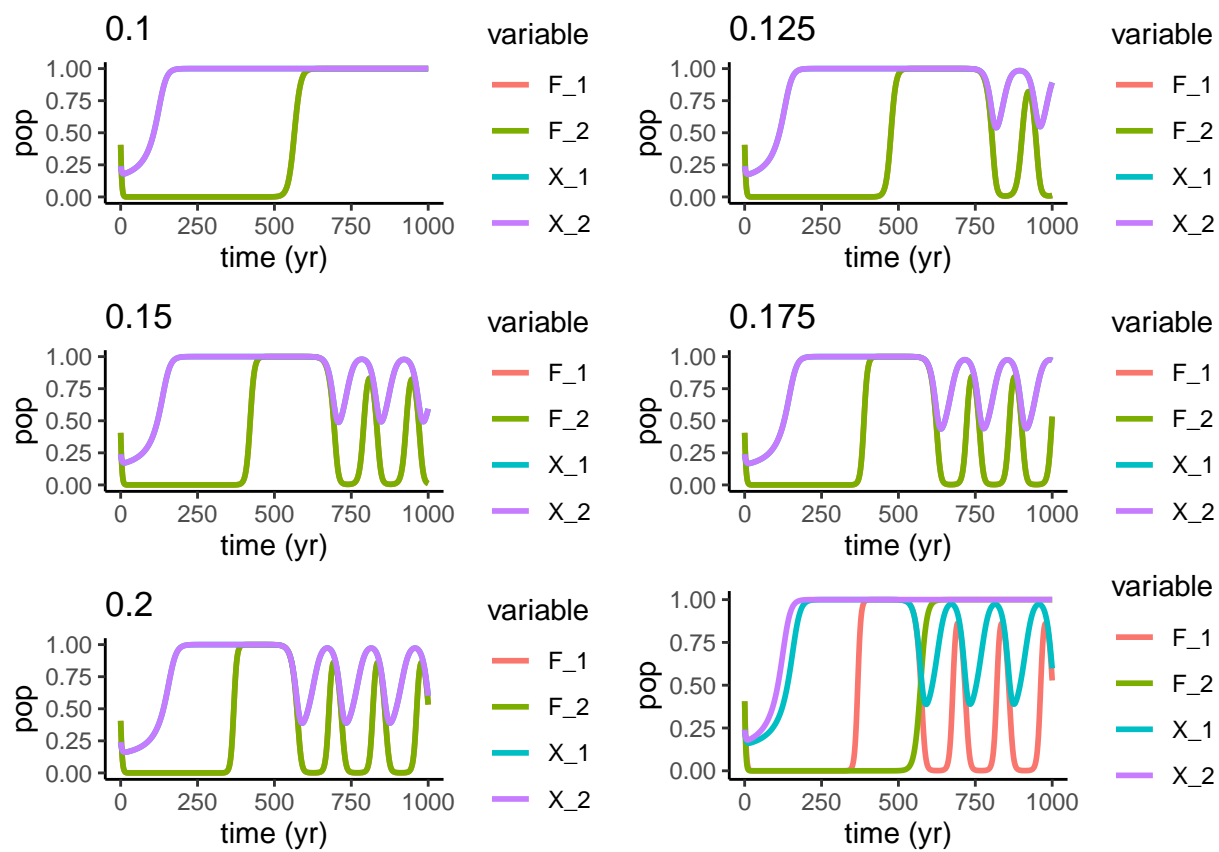 0.1
variable
pop
1.00
0.75
0.50
0.25
0.00
0 250 500 750 1000
time (yr)
F_1
F_2
X_1
X_2
0.125
variable
pop
1.00
0.75
0.50
0.25
0.00
0 250 500 750 1000
time (yr)
F_1
F_2
X_1
X_2
0.15
variable
pop
1.00
0.75
0.50
0.25
0.00
0 250 500 750 1000
time (yr)
F_1
F_2
X_1
X_2
0.175
variable
pop
1.00
0.75
0.50
0.25
0.00
0 250 500 750 1000
time (yr)
F_1
F_2
X_1
X_2
0.2
variable
pop
1.00
0.75
0.50
0.25
0.00
0 250 500 750 1000
time (yr)
F_1
F_2
X_1
X_2
variable
pop
1.00
0.75
0.50
0.25
0.00
0 250 500 750 1000
time (yr)
F_1
F_2
X_1
X_2